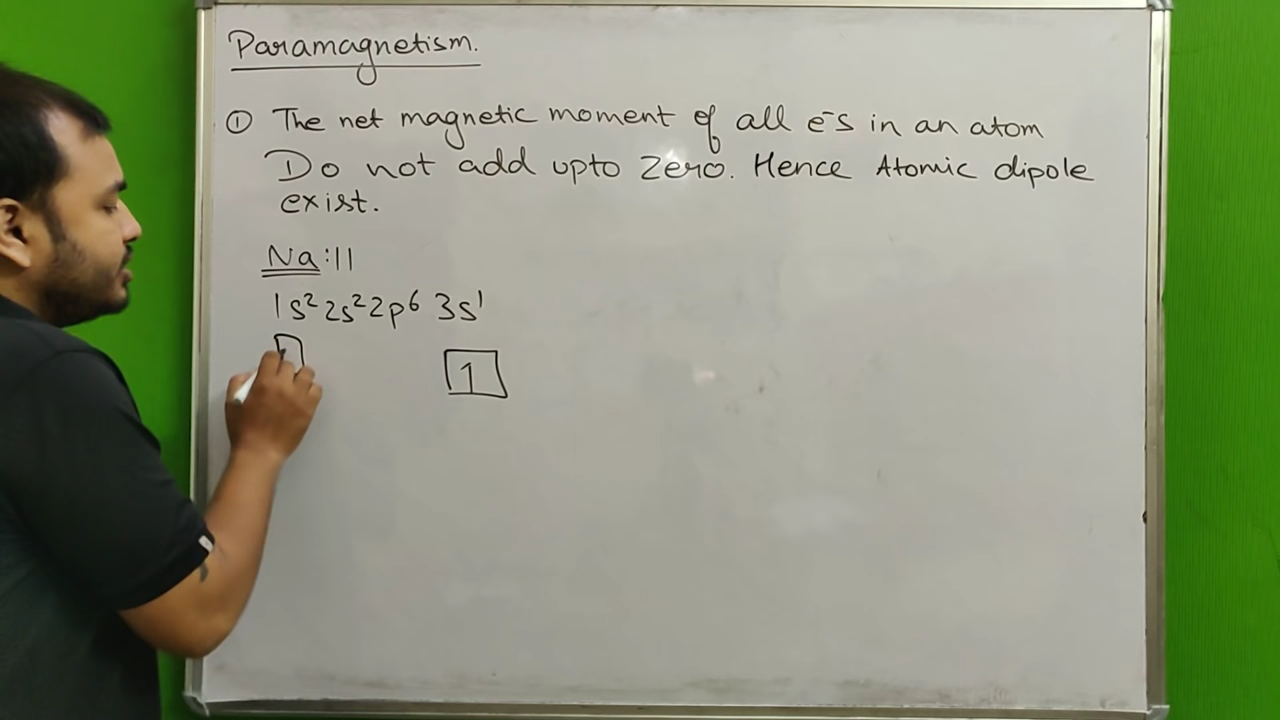 Paramagnetism.
① The net magnetic moment of all e⁻s in an atom
Do not add upto Zero. Hence Atomic dipole
exist.
Na:11
1s² 2s² 2p⁶ 3s¹
1